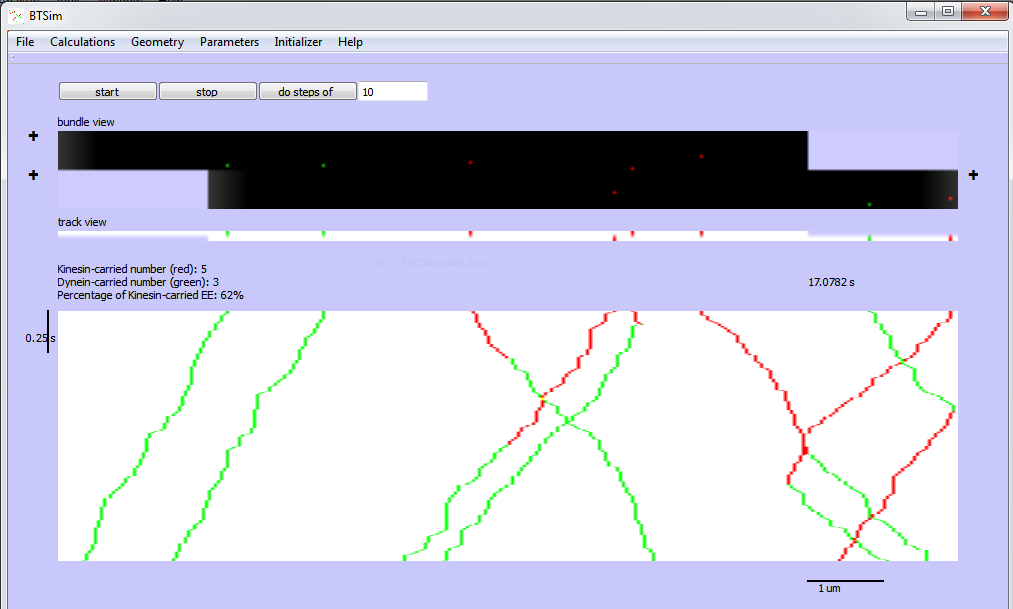 BTSim
File Calculations Geometry Parameters Initializer Help
start stop do steps of 10
bundle view
+
+ +
track view
Rectangular Snip
Kinesin-carried number (red): 5
Dynein-carried number (green): 3 17.0782 s
Percentage of Kinesin-carried EE: 62%
0.25s
1 um